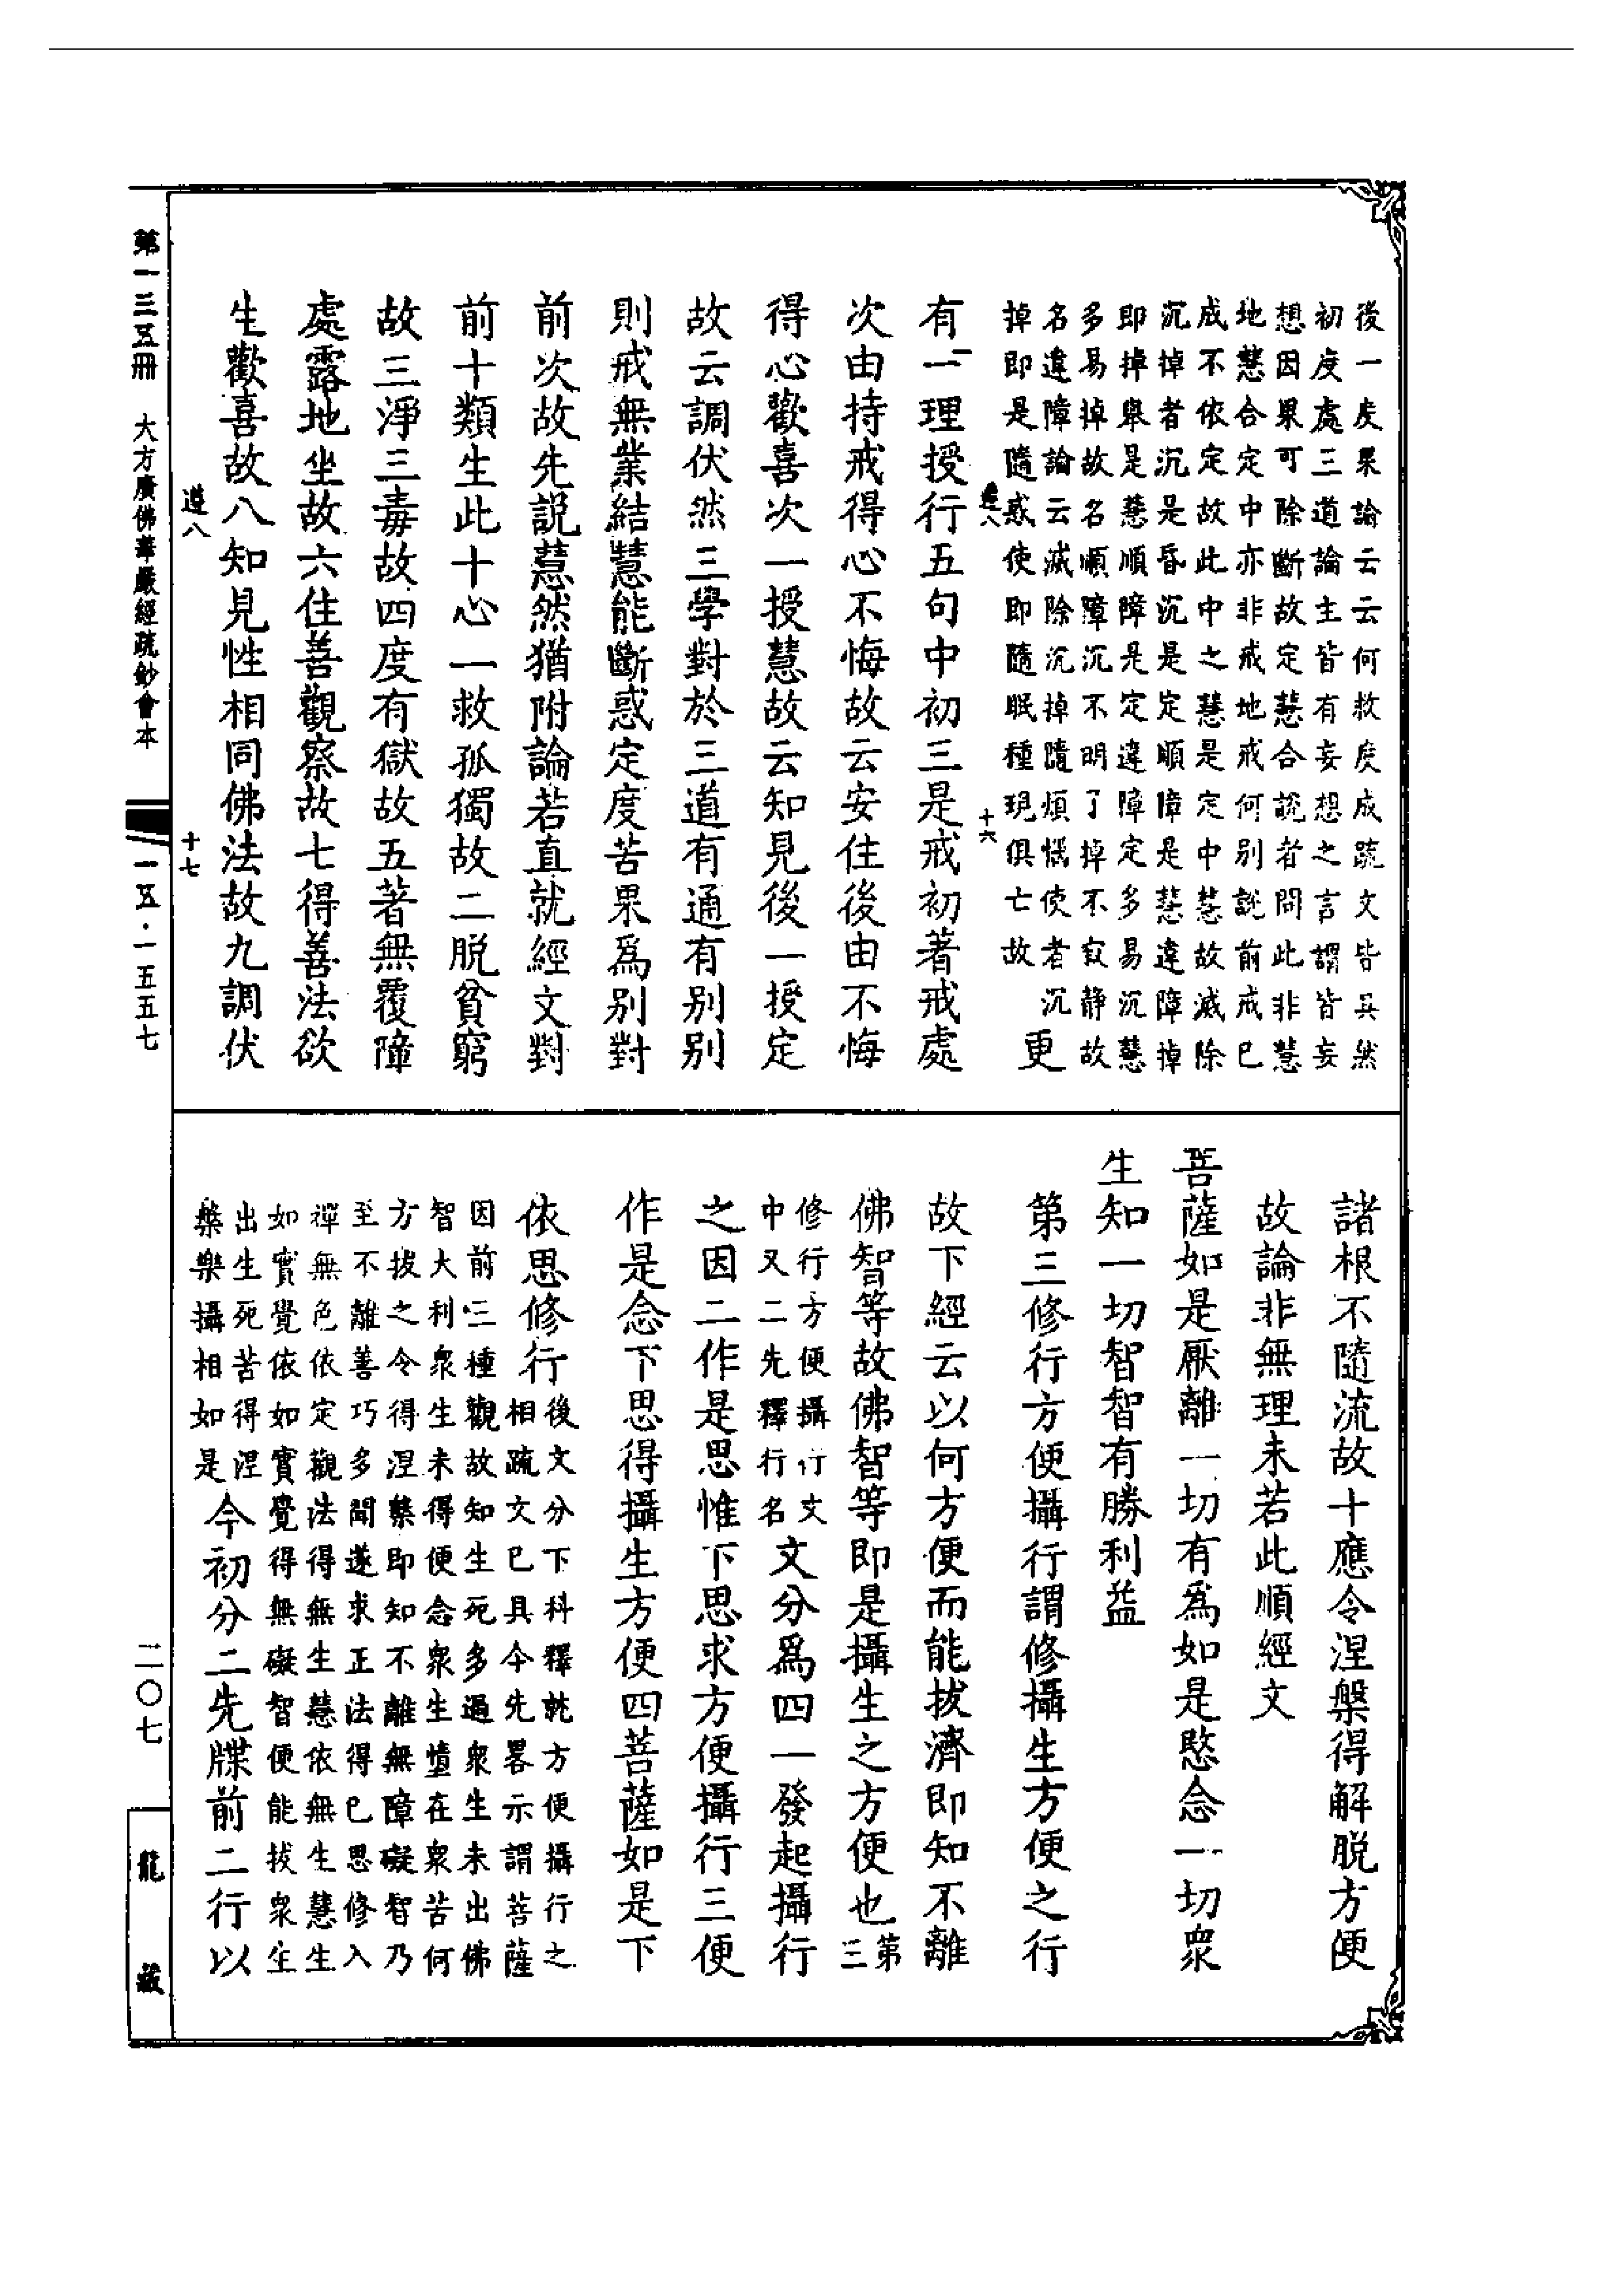 後一度果論云云何救度成疏文皆具然
初度處三道論主皆有妄想之言謂皆妄
想因果可除斷故定慧合說者問此非慧
地慧合定中亦非戒地戒何別說前戒已
成不依定故此中之慧是定中慧故滅除
沉掉者沉是昏沉是定順障是慧違障掉
即掉舉是慧順障是定違障定多易沉慧
多易掉故名順障沉不明了掉不寂靜故
名違障論云滅除沉掉隨煩惱使者沉
掉即是隨惑使即隨眠種現俱亡故更
遵八 十六
有一理授行五句中初三是戒初著戒處
次由持戒得心不悔故云安住後由不悔
得心歡喜次一授慧故云知見後一授定
故云調伏然三學對於三道有通有別別
則戒無業結慧能斷惑定度苦果為別對
前次故先說慧然猶附論若直就經文對
前十類生此十心一救孤獨故二脫貧窮
故三淨三毒故四度有獄故五著無覆障
處露地坐故六住善觀察故七得善法欲
生歡喜故八知見性相同佛法故九調伏
遵八 十七
諸根不隨流故十應令涅槃得解脫方便
故論非無理未若此順經文
菩薩如是厭離一切有為如是愍念一切衆
生知一切智智有勝利益
第三修行方便攝行謂修攝生方便之行
故下經云以何方便而能拔濟即知不離
佛智等故佛智等即是攝生之方便也第三
修行方便攝行文
中又二先釋行名文分為四一發起攝行
之因二作是思惟下思求方便攝行三便
作是念下思得攝生方便四菩薩如是下
依思修行後文分下科釋就方便攝行之
相疏文已具今先畧示謂菩薩
因前三種觀故知生死多過衆生未出佛
智大利衆生未得便念衆生墮在衆苦何
方拔之令得涅槃即知不離無障礙智乃
至不離善巧多聞遂求正法得已思修入
禪無色依定觀法得無生慧依無生慧生
如實覺依如實覺得無礙智便能拔衆生
出生死苦得涅
槃樂攝相如是今初分二先牒前二行以
第一三五冊 大方廣佛華嚴經疏鈔會本 一五·一五五七 二〇七 龍藏